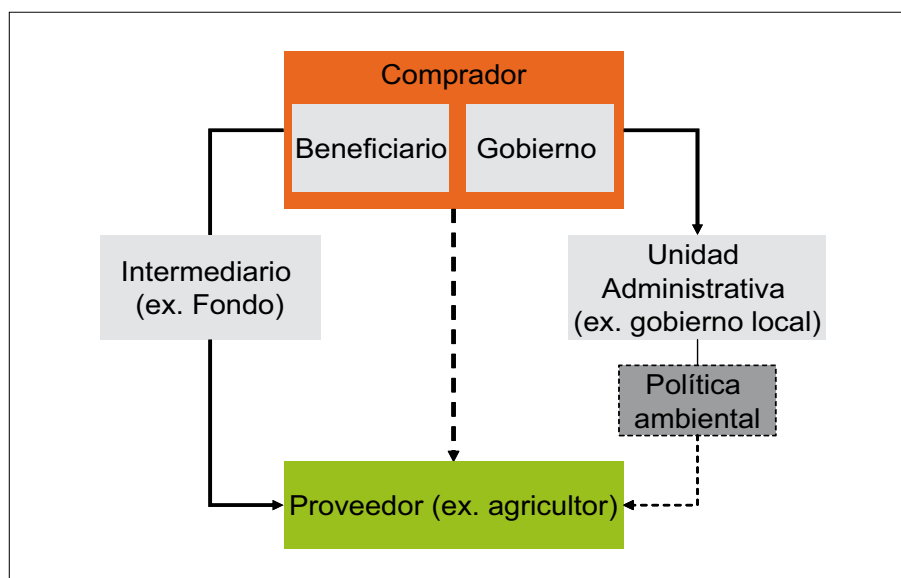 Comprador
Beneficiario
Gobierno
Intermediario
(ex. Fondo)
Unidad
Administrativa
(ex. gobierno local)
Política
ambiental
Proveedor (ex. agricultor)